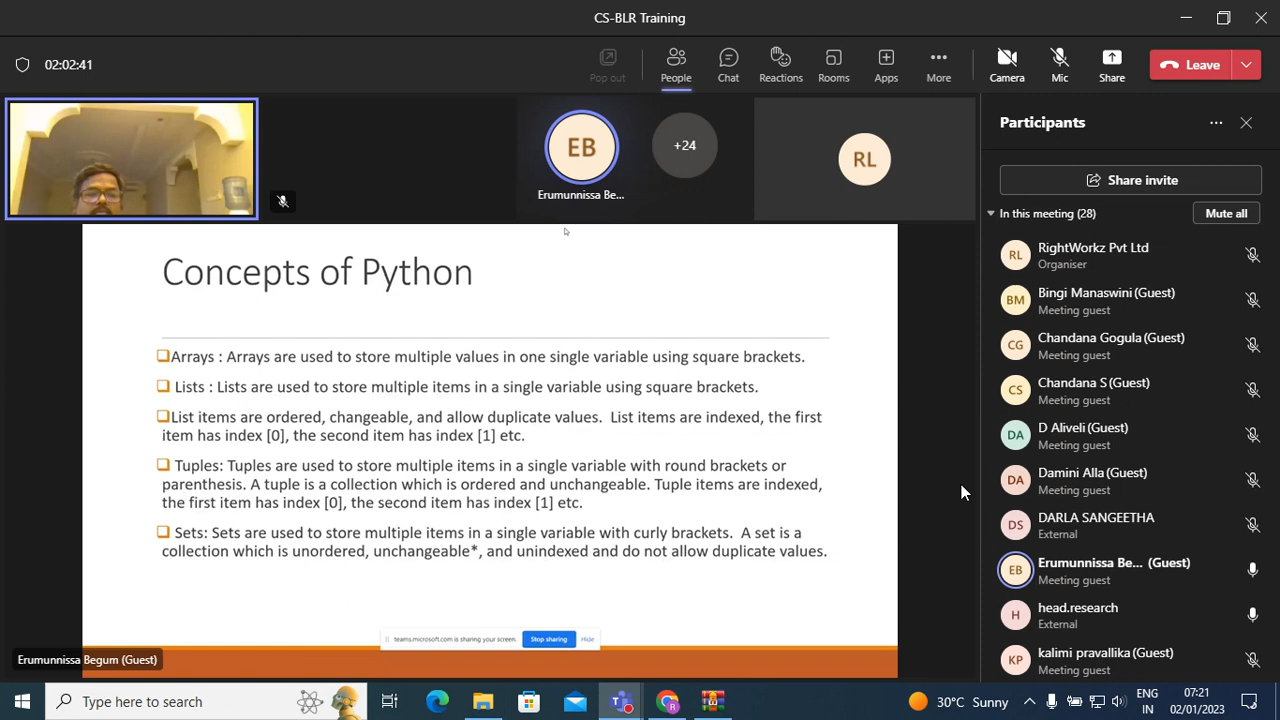 CS-BLR Training
02:02:41
Pop out
People
Chat
Reactions
Rooms
Apps
More
Camera
Mic
Share
Leave
EB
Erumunnissa Be...
+24
RL
Concepts of Python
Arrays : Arrays are used to store multiple values in one single variable using square brackets.
Lists : Lists are used to store multiple items in a single variable using square brackets.
List items are ordered, changeable, and allow duplicate values. List items are indexed, the first
item has index [0], the second item has index [1] etc.
Tuples: Tuples are used to store multiple items in a single variable with round brackets or
parenthesis. A tuple is a collection which is ordered and unchangeable. Tuple items are indexed,
the first item has index [0], the second item has index [1] etc.
Sets: Sets are used to store multiple items in a single variable with curly brackets. A set is a
collection which is unordered, unchangeable*, and unindexed and do not allow duplicate values.
teams.microsoft.com is sharing your screen.
Stop sharing
Hide
Erumunnissa Begum (Guest)
Participants
Share invite
In this meeting (28)
Mute all
RL
RightWorkz Pvt Ltd
Organiser
BM
Bingi Manaswini (Guest)
Meeting guest
CG
Chandana Gogula (Guest)
Meeting guest
CS
Chandana S (Guest)
Meeting guest
DA
D Aliveli (Guest)
Meeting guest
DA
Damini Alla (Guest)
Meeting guest
DS
DARLA SANGEETHA
External
EB
Erumunnissa Be... (Guest)
Meeting guest
H
head.research
External
KP
kalimi pravallika (Guest)
Meeting guest
Type here to search
30°C Sunny
ENG
IN
07:21
02/01/2023